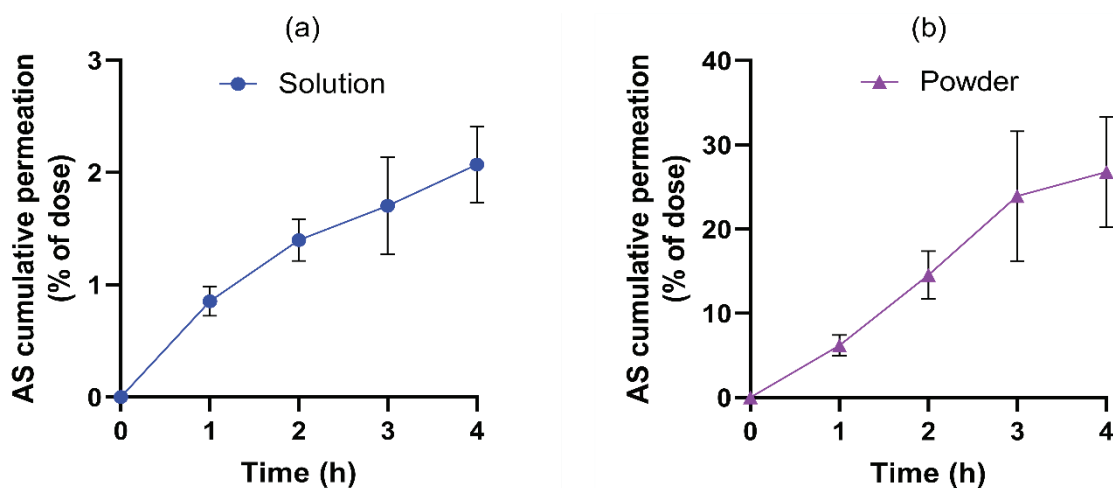 (a)
AS cumulative permeation
(% of dose)
3
2
1
0
Solution
0 1 2 3 4
Time (h)
(b)
AS cumulative permeation
(% of dose)
40
30
20
10
0
Powder
0 1 2 3 4
Time (h)